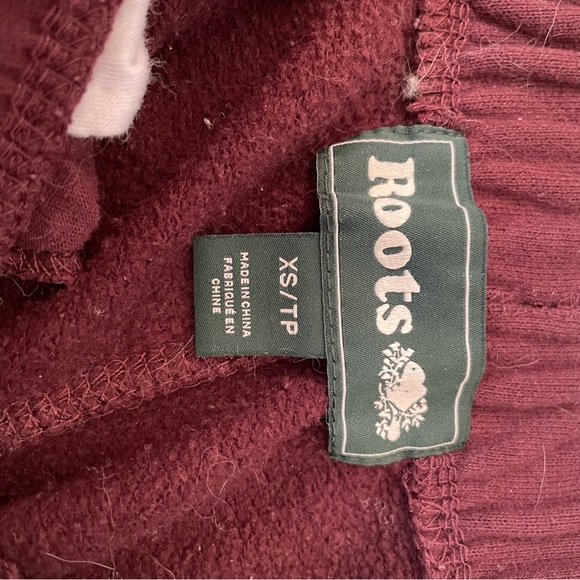 Roots
XS/TP
MADE IN CHINA
FABRIQUÉ EN
CHINE